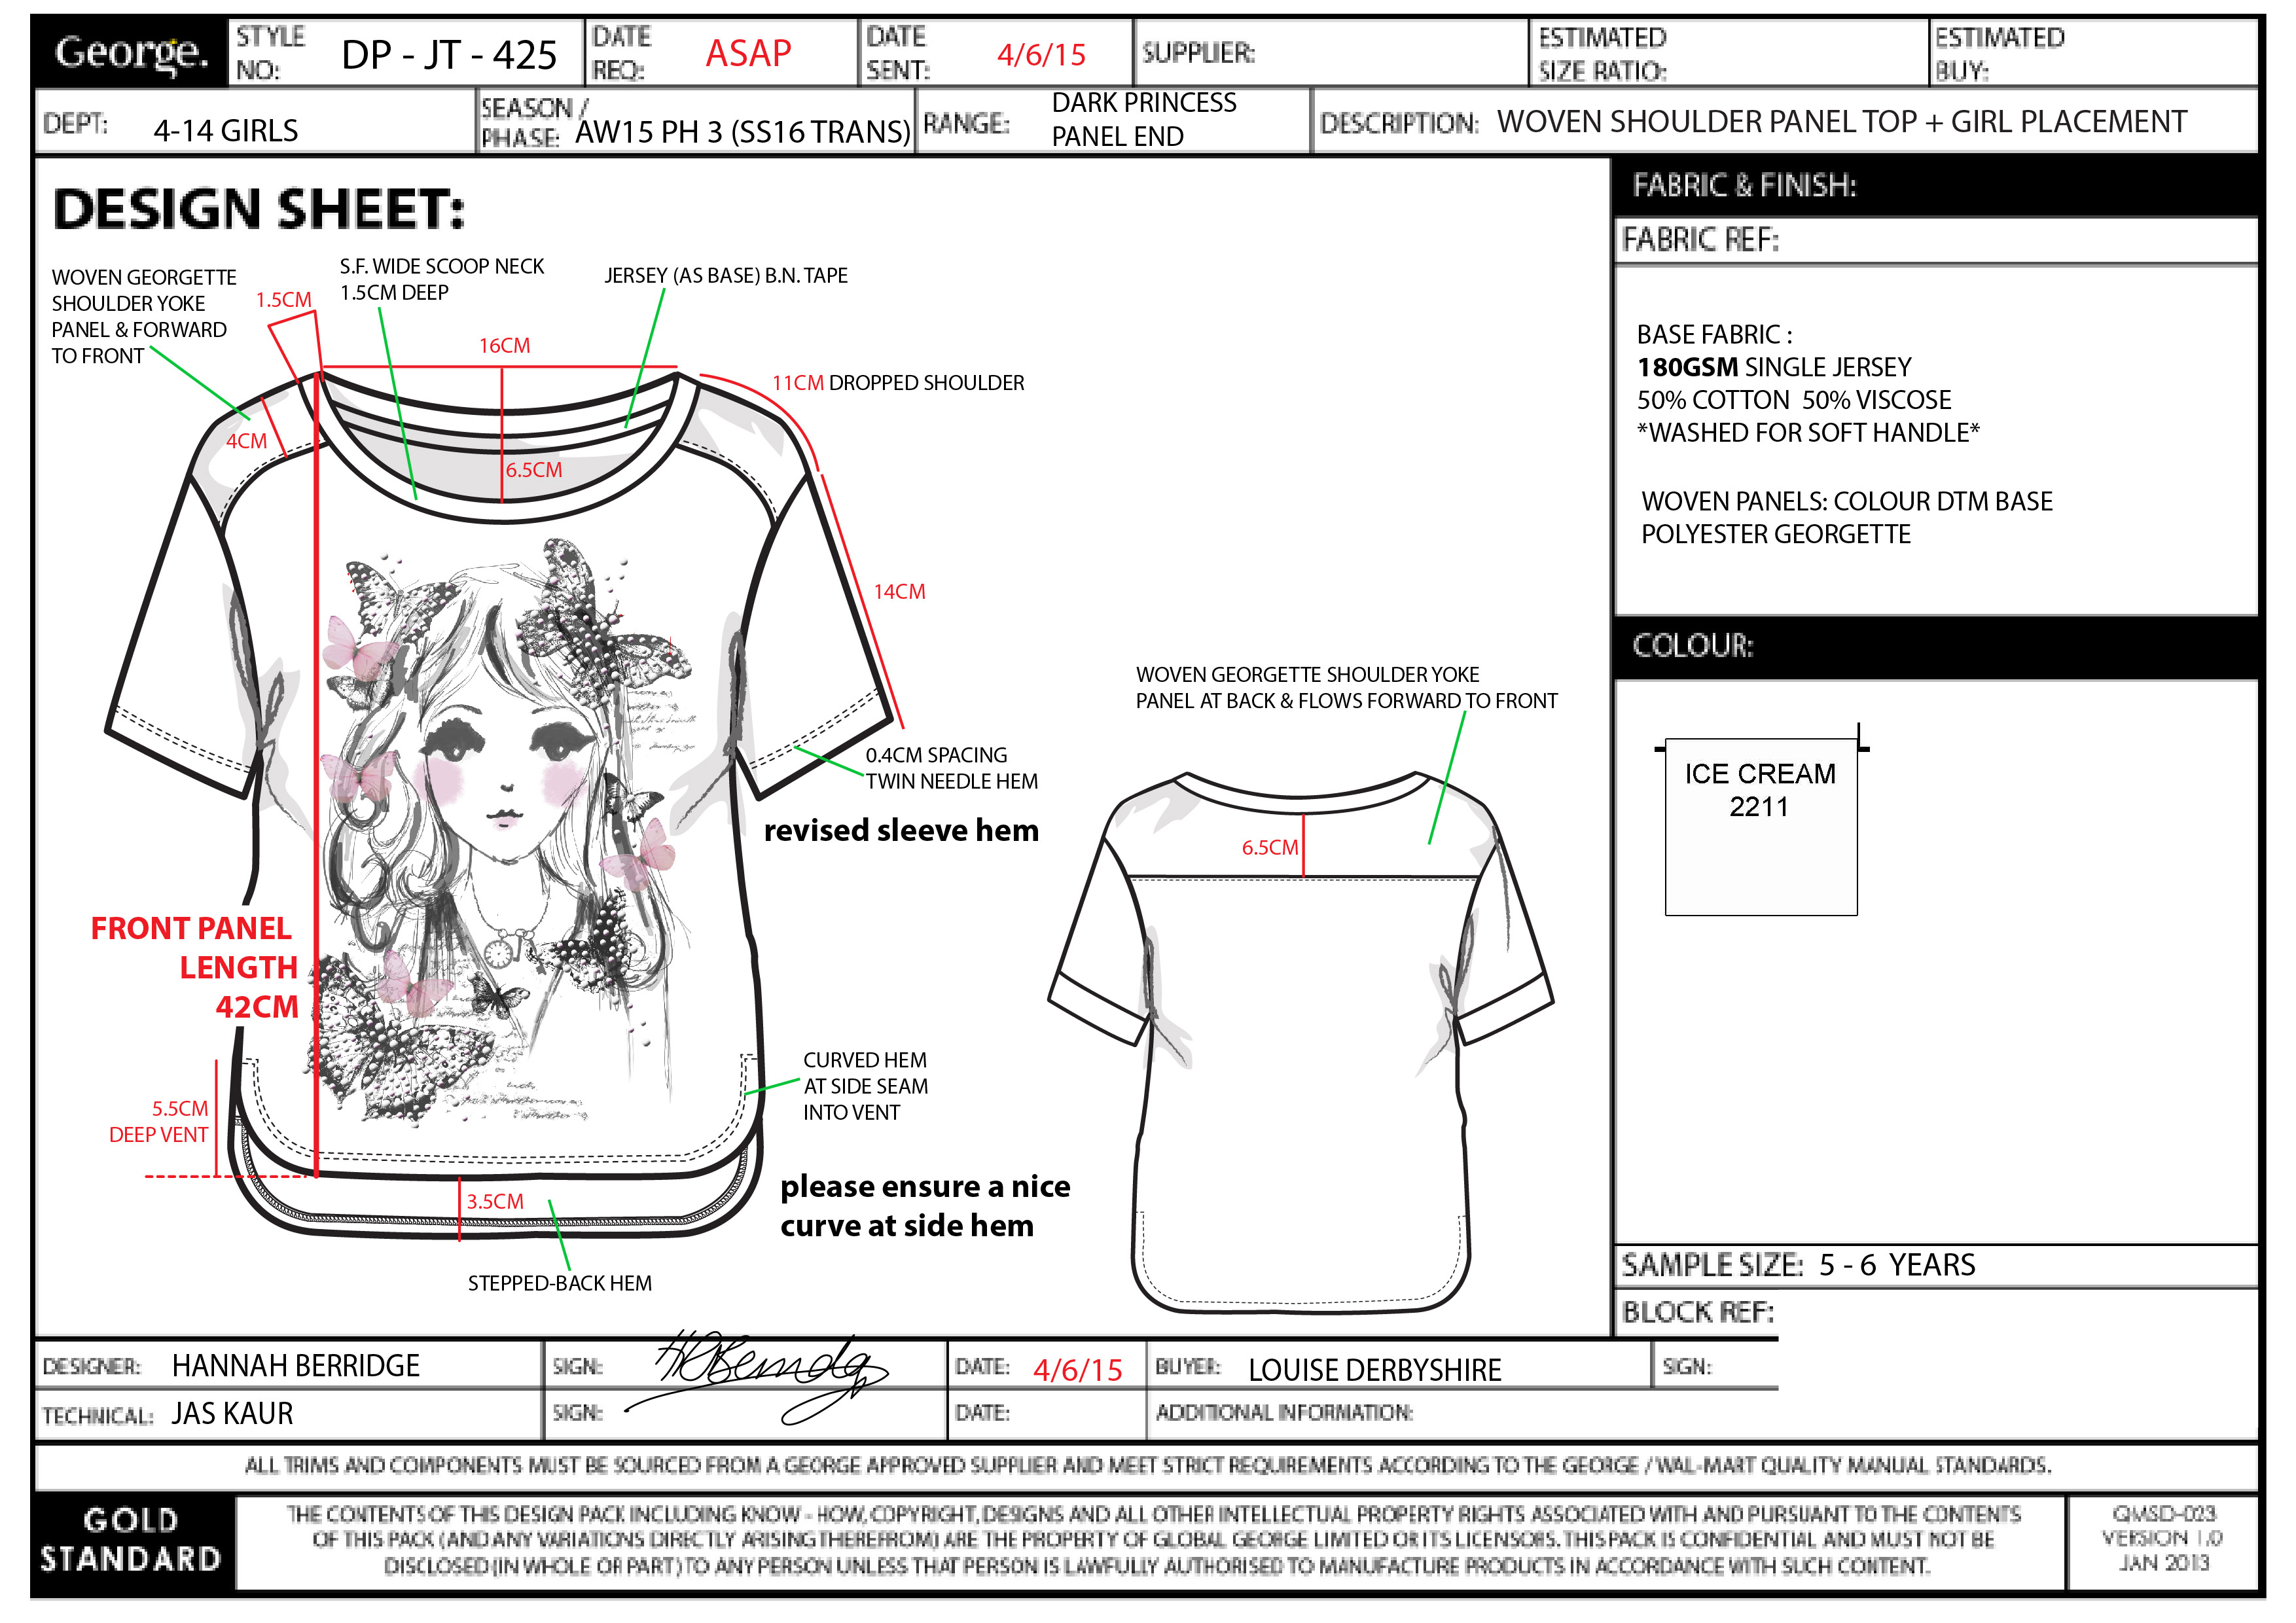 George.
STYLE NO: DP - JT - 425
DATE REQ: ASAP
DATE SENT: 4/6/15
SUPPLIER:
ESTIMATED SIZE RATIO:
ESTIMATED BUY:
DEPT: 4-14 GIRLS
SEASON / PHASE: AW15 PH 3 (SS16 TRANS)
RANGE: DARK PRINCESS PANEL END
DESCRIPTION: WOVEN SHOULDER PANEL TOP + GIRL PLACEMENT
DESIGN SHEET:
WOVEN GEORGETTE
SHOULDER YOKE
PANEL & FORWARD
TO FRONT
1.5CM
S.F. WIDE SCOOP NECK
1.5CM DEEP
JERSEY (AS BASE) B.N. TAPE
16CM
11CM DROPPED SHOULDER
4CM
6.5CM
14CM
0.4CM SPACING
TWIN NEEDLE HEM
revised sleeve hem
FRONT PANEL
LENGTH
42CM
CURVED HEM
AT SIDE SEAM
INTO VENT
5.5CM
DEEP VENT
please ensure a nice
curve at side hem
3.5CM
STEPPED-BACK HEM
WOVEN GEORGETTE SHOULDER YOKE
PANEL AT BACK & FLOWS FORWARD TO FRONT
6.5CM
FABRIC & FINISH:
FABRIC REF:
BASE FABRIC :
180GSM SINGLE JERSEY
50% COTTON 50% VISCOSE
*WASHED FOR SOFT HANDLE*
WOVEN PANELS: COLOUR DTM BASE
POLYESTER GEORGETTE
COLOUR:
ICE CREAM
2211
SAMPLE SIZE: 5 - 6 YEARS
BLOCK REF:
DESIGNER: HANNAH BERRIDGE
SIGN:
DATE: 4/6/15
BUYER: LOUISE DERBYSHIRE
SIGN:
TECHNICAL: JAS KAUR
SIGN:
DATE:
ADDITIONAL INFORMATION:
ALL TRIMS AND COMPONENTS MUST BE SOURCED FROM A GEORGE APPROVED SUPPLIER AND MEET STRICT REQUIREMENTS ACCORDING TO THE GEORGE / WAL-MART QUALITY MANUAL STANDARDS.
GOLD
STANDARD
THE CONTENTS OF THIS DESIGN PACK INCLUDING KNOW - HOW, COPYRIGHT, DESIGNS AND ALL OTHER INTELLECTUAL PROPERTY RIGHTS ASSOCIATED WITH AND PURSUANT TO THE CONTENTS
OF THIS PACK (AND ANY VARIATIONS DIRECTLY ARISING THEREFROM) ARE THE PROPERTY OF GLOBAL GEORGE LIMITED OR ITS LICENSORS. THIS PACK IS CONFIDENTIAL AND MUST NOT BE
DISCLOSED (IN WHOLE OR PART) TO ANY PERSON UNLESS THAT PERSON IS LAWFULLY AUTHORISED TO MANUFACTURE PRODUCTS IN ACCORDANCE WITH SUCH CONTENT.
QMSD-023
VERSION 1.0
JAN 2013